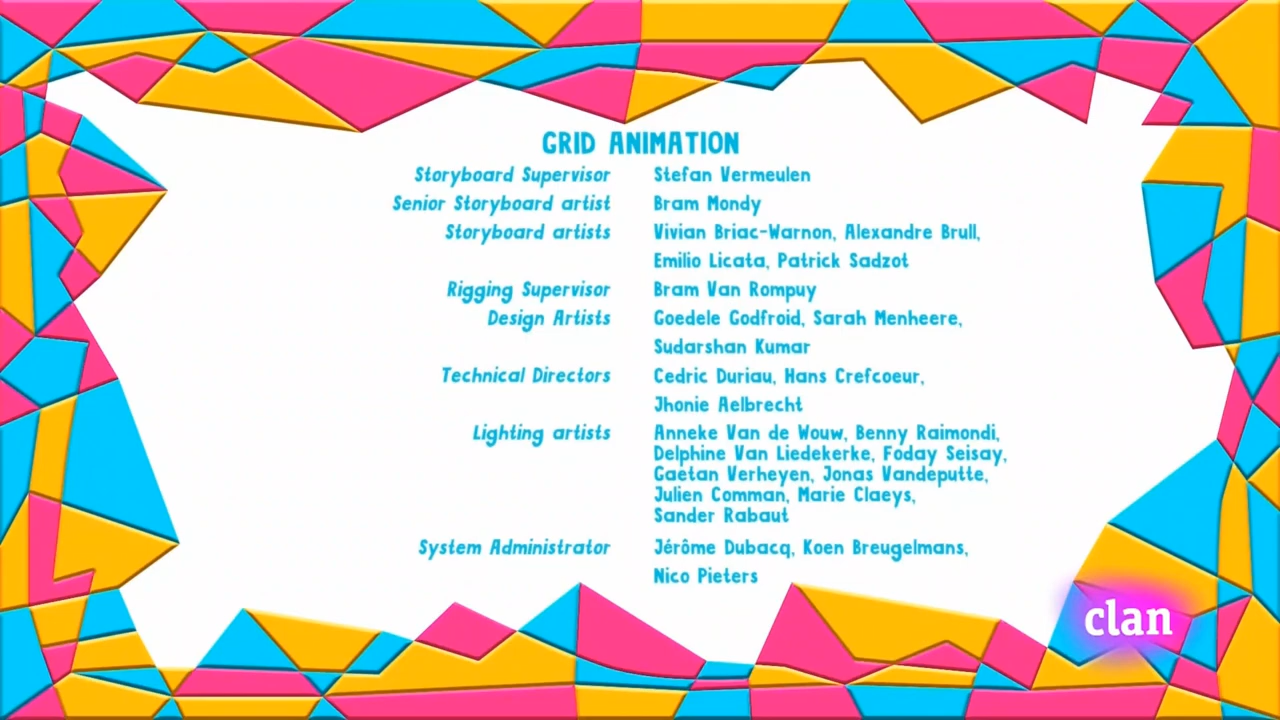 GRID ANIMATION
Storyboard Supervisor Stefan Vermeulen
Senior Storyboard artist Bram Mondy
Storyboard artists Vivian Briac-Warnon, Alexandre Brull,
Emilio Licata, Patrick Sadzot
Rigging Supervisor Bram Van Rompuy
Design Artists Goedele Godfroid, Sarah Menheere,
Sudarshan Kumar
Technical Directors Cedric Duriau, Hans Crefcoeur,
Jhonie Aelbrecht
Lighting artists Anneke Van de Wouw, Benny Raimondi,
Delphine Van Liedekerke, Foday Seisay,
Gaetan Verheyen, Jonas Vandeputte,
Julien Comman, Marie Claeys,
Sander Rabaut
System Administrator Jérôme Dubacq, Koen Breugelmans,
Nico Pieters
clan